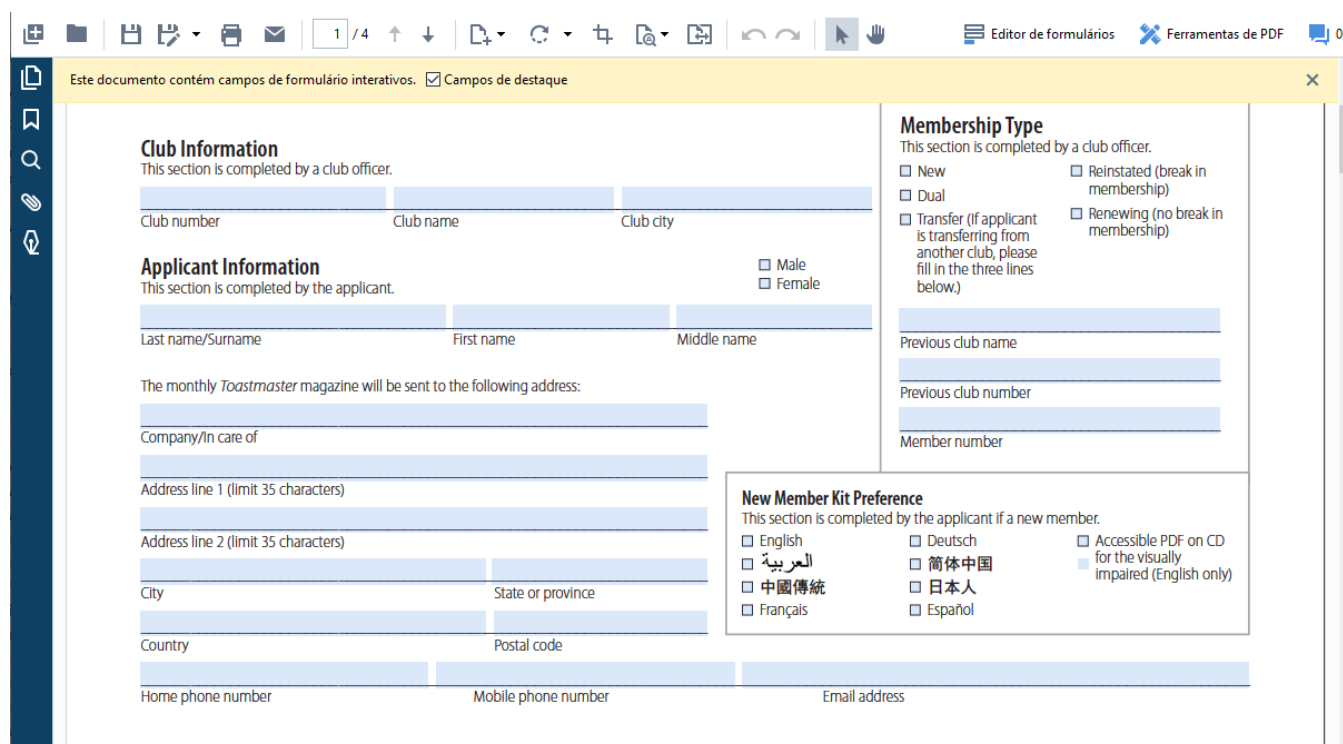 1 / 4
Editor de formulários
Ferramentas de PDF
0
Este documento contém campos de formulário interativos.
Campos de destaque
Club Information
This section is completed by a club officer.
Club number
Club name
Club city
Applicant Information
This section is completed by the applicant.
Male
Female
Last name/Surname
First name
Middle name
The monthly Toastmaster magazine will be sent to the following address:
Company/In care of
Address line 1 (limit 35 characters)
Address line 2 (limit 35 characters)
City
State or province
Country
Postal code
Home phone number
Mobile phone number
Email address
Membership Type
This section is completed by a club officer.
New
Dual
Transfer (If applicant
is transferring from
another club, please
fill in the three lines
below.)
Reinstated (break in
membership)
Renewing (no break in
membership)
Previous club name
Previous club number
Member number
New Member Kit Preference
This section is completed by the applicant if a new member.
English
العربية
中國傳統
Français
Deutsch
简体中国
日本人
Español
Accessible PDF on CD
for the visually
impaired (English only)